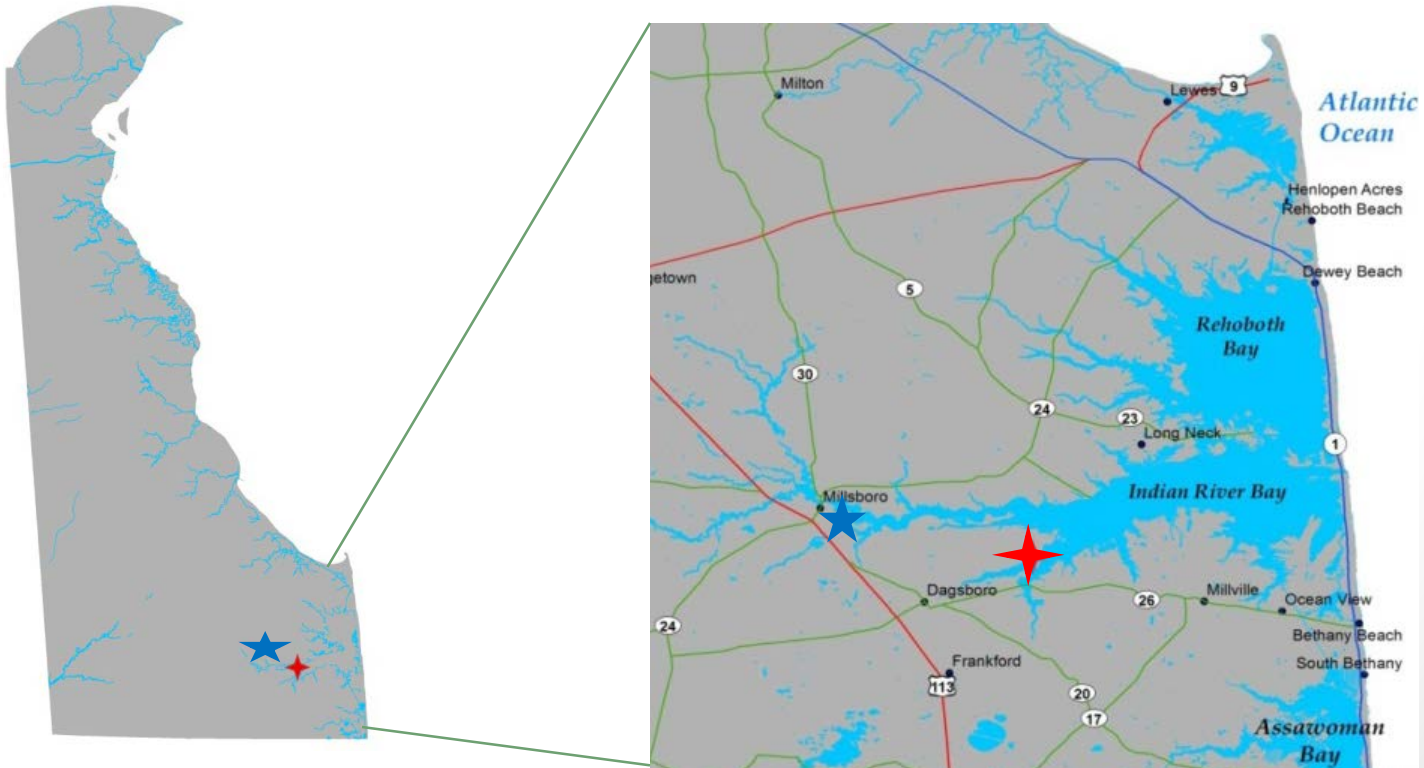 Milton
Lewes
9
Atlantic
Ocean
Henlopen Acres
Rehoboth Beach
getown
Dewey Beach
5
Rehoboth
Bay
30
24
23
Long Neck
1
Millsboro
Indian River Bay
Dagsboro
26
Millville
Ocean View
24
Bethany Beach
Frankford
South Bethany
113
20
17
Assawoman
Bay